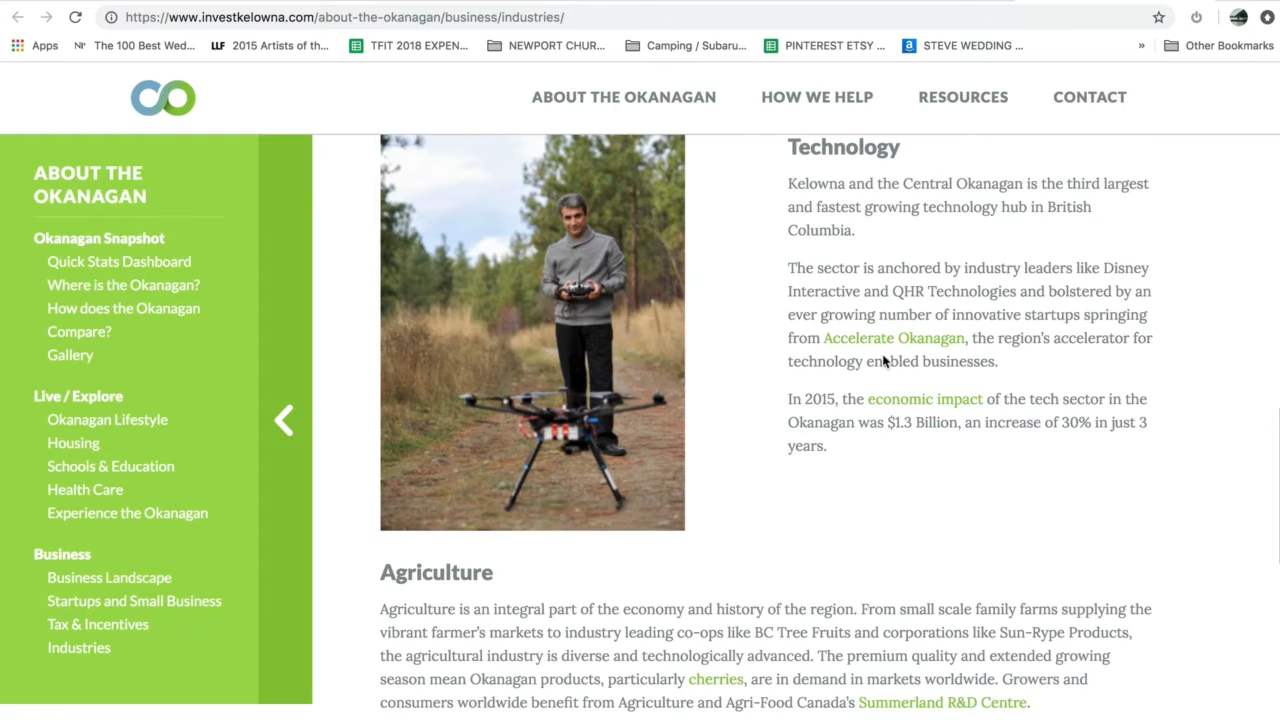 https://www.investkelowna.com/about-the-okanagan/business/industries/
Apps
The 100 Best Wed...
LLF 2015 Artists of th...
TFIT 2018 EXPEN...
NEWPORT CHUR...
Camping / Subaru...
PINTEREST ETSY ...
STEVE WEDDING ...
»
Other Bookmarks
ABOUT THE OKANAGAN
HOW WE HELP
RESOURCES
CONTACT
ABOUT THE
OKANAGAN
Okanagan Snapshot
Quick Stats Dashboard
Where is the Okanagan?
How does the Okanagan
Compare?
Gallery
Live / Explore
Okanagan Lifestyle
Housing
Schools & Education
Health Care
Experience the Okanagan
Business
Business Landscape
Startups and Small Business
Tax & Incentives
Industries
Technology
Kelowna and the Central Okanagan is the third largest
and fastest growing technology hub in British
Columbia.
The sector is anchored by industry leaders like Disney
Interactive and QHR Technologies and bolstered by an
ever growing number of innovative startups springing
from Accelerate Okanagan, the region's accelerator for
technology enabled businesses.
In 2015, the economic impact of the tech sector in the
Okanagan was $1.3 Billion, an increase of 30% in just 3
years.
Agriculture
Agriculture is an integral part of the economy and history of the region. From small scale family farms supplying the
vibrant farmer's markets to industry leading co-ops like BC Tree Fruits and corporations like Sun-Rype Products,
the agricultural industry is diverse and technologically advanced. The premium quality and extended growing
season mean Okanagan products, particularly cherries, are in demand in markets worldwide. Growers and
consumers worldwide benefit from Agriculture and Agri-Food Canada's Summerland R&D Centre.